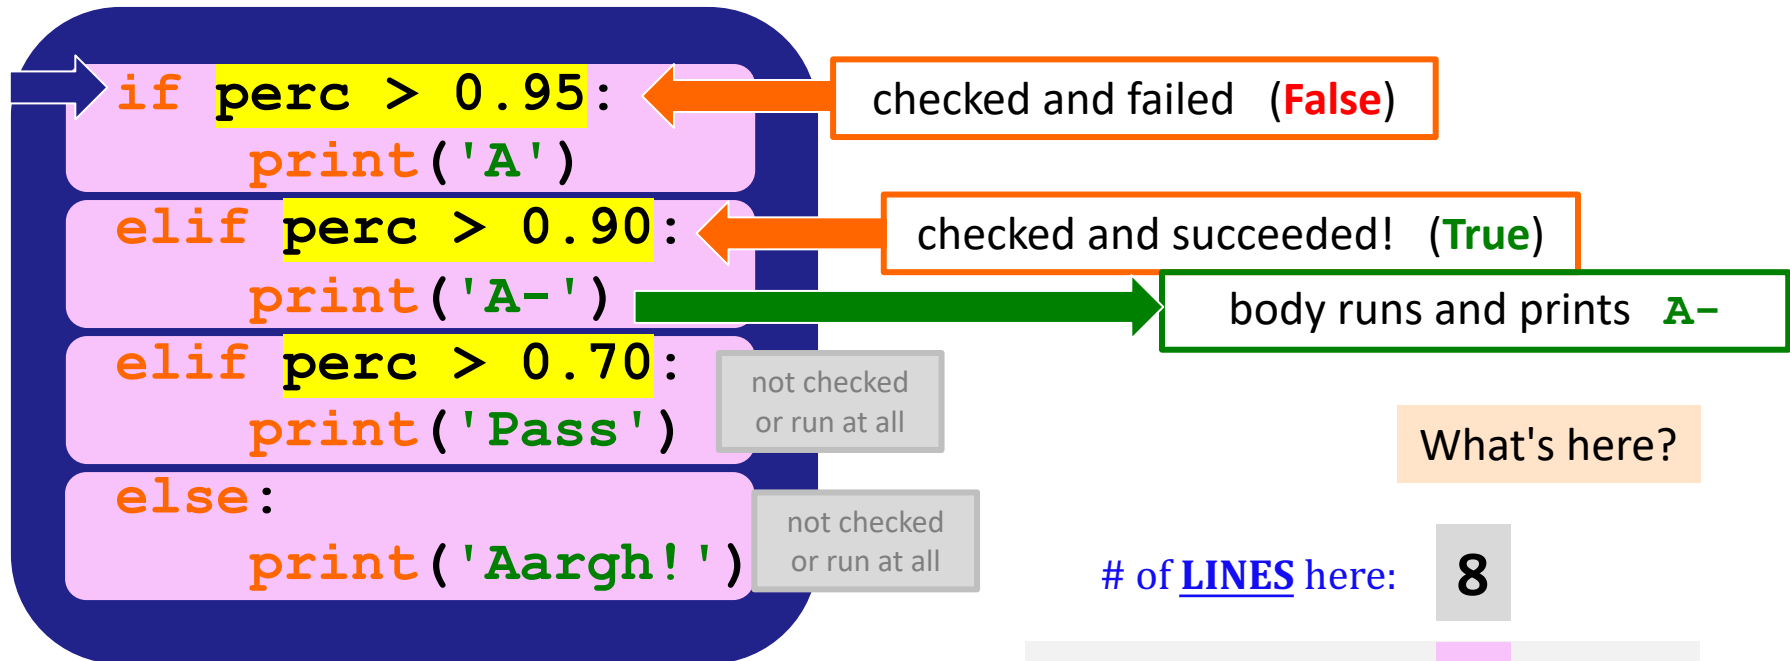 if perc > 0.95:
print('A')
elif perc > 0.90:
print('A-')
elif perc > 0.70:
print('Pass')
else:
print('Aargh!')
checked and failed (False)
checked and succeeded! (True)
body runs and prints A-
not checked
or run at all
not checked
or run at all
What's here?
# of LINES here: 8